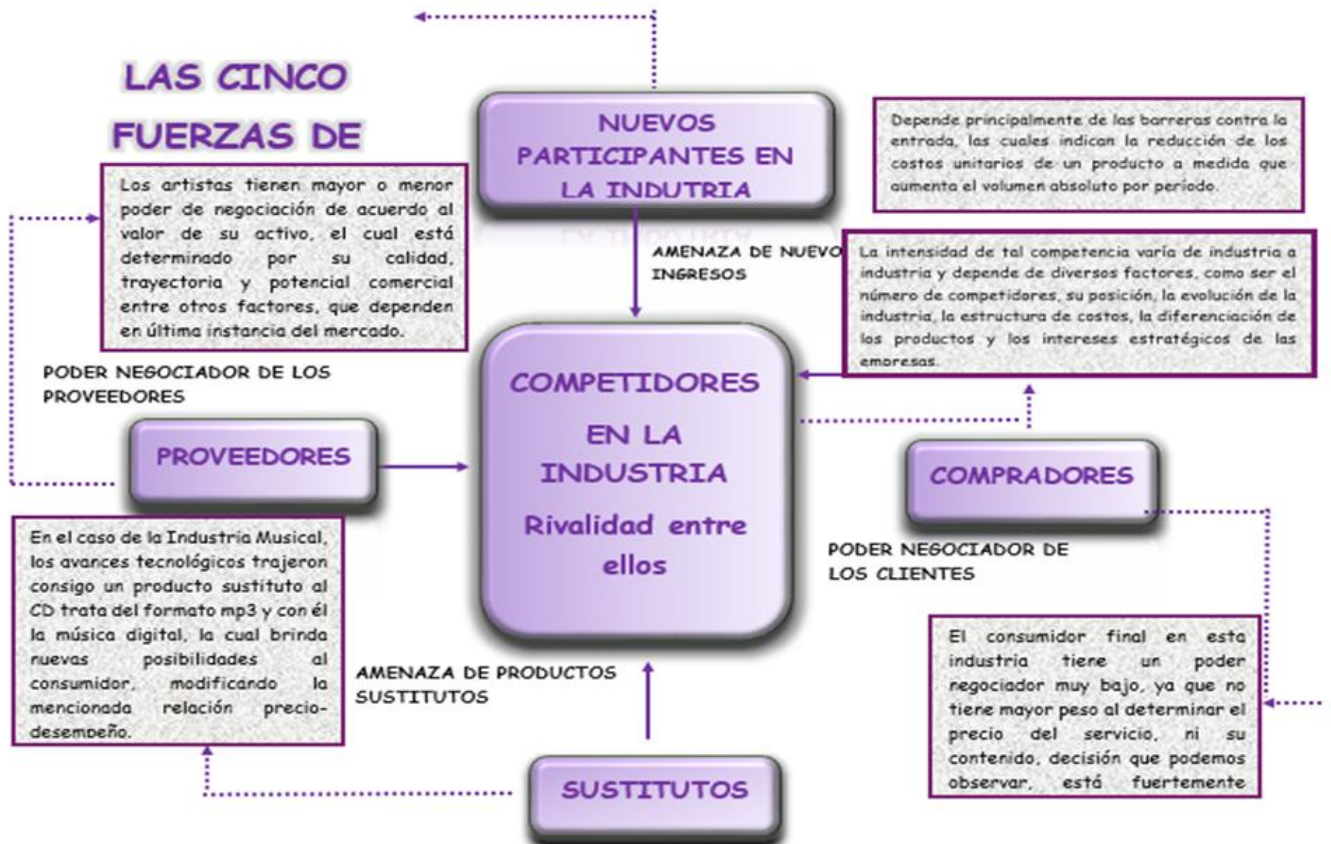 LAS CINCO
FUERZAS DE
NUEVOS
PARTICIPANTES EN
LA INDUTRIA
Depende principalmente de las barreras contra la
entrada, las cuales indican la reducción de los
costos unitarios de un producto a medida que
aumenta el volumen absoluto por período.
Los artistas tienen mayor o menor
poder de negociación de acuerdo al
valor de su activo, el cual está
determinado por su calidad,
trayectoria y potencial comercial
entre otros factores, que dependen
en última instancia del mercado.
AMENAZA DE NUEVO
INGRESOS
La intensidad de tal competencia varía de industria a
industria y depende de diversos factores, como ser el
número de competidores, su posición, la evolución de la
industria, la estructura de costos, la diferenciación de
los productos y los intereses estratégicos de las
empresas.
PODER NEGOCIADOR DE LOS
PROVEEDORES
PROVEEDORES
COMPETIDORES
EN LA
INDUSTRIA
Rivalidad entre
ellos
COMPRADORES
PODER NEGOCIADOR DE
LOS CLIENTES
En el caso de la Industria Musical,
los avances tecnológicos trajeron
consigo un producto sustituto al
CD trata del formato mp3 y con él
la música digital, la cual brinda
nuevas posibilidades al
consumidor, modificando la
mencionada relación precio-
desempeño.
AMENAZA DE PRODUCTOS
SUSTITUTOS
El consumidor final en esta
industria tiene un poder
negociador muy bajo, ya que no
tiene mayor peso al determinar el
precio del servicio, ni su
contenido, decisión que podemos
observar, está fuertemente
SUSTITUTOS